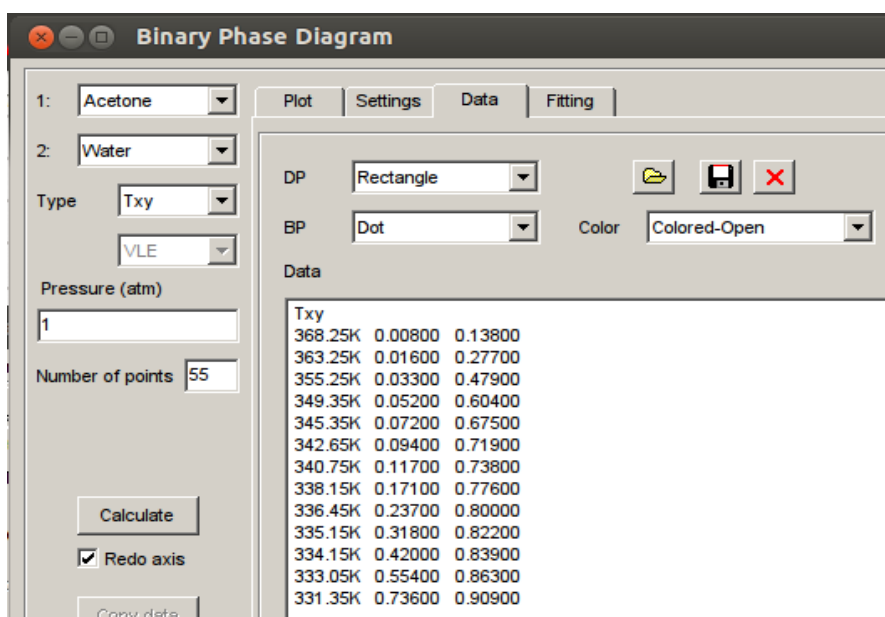 Binary Phase Diagram
1: Acetone
2: Water
Type Txy
VLE
Pressure (atm)
1
Number of points 55
Calculate
Redo axis
Copy data
Plot Settings Data Fitting
DP Rectangle
BP Dot Color Colored-Open
Data
Txy
368.25K 0.00800 0.13800
363.25K 0.01600 0.27700
355.25K 0.03300 0.47900
349.35K 0.05200 0.60400
345.35K 0.07200 0.67500
342.65K 0.09400 0.71900
340.75K 0.11700 0.73800
338.15K 0.17100 0.77600
336.45K 0.23700 0.80000
335.15K 0.31800 0.82200
334.15K 0.42000 0.83900
333.05K 0.55400 0.86300
331.35K 0.73600 0.90900